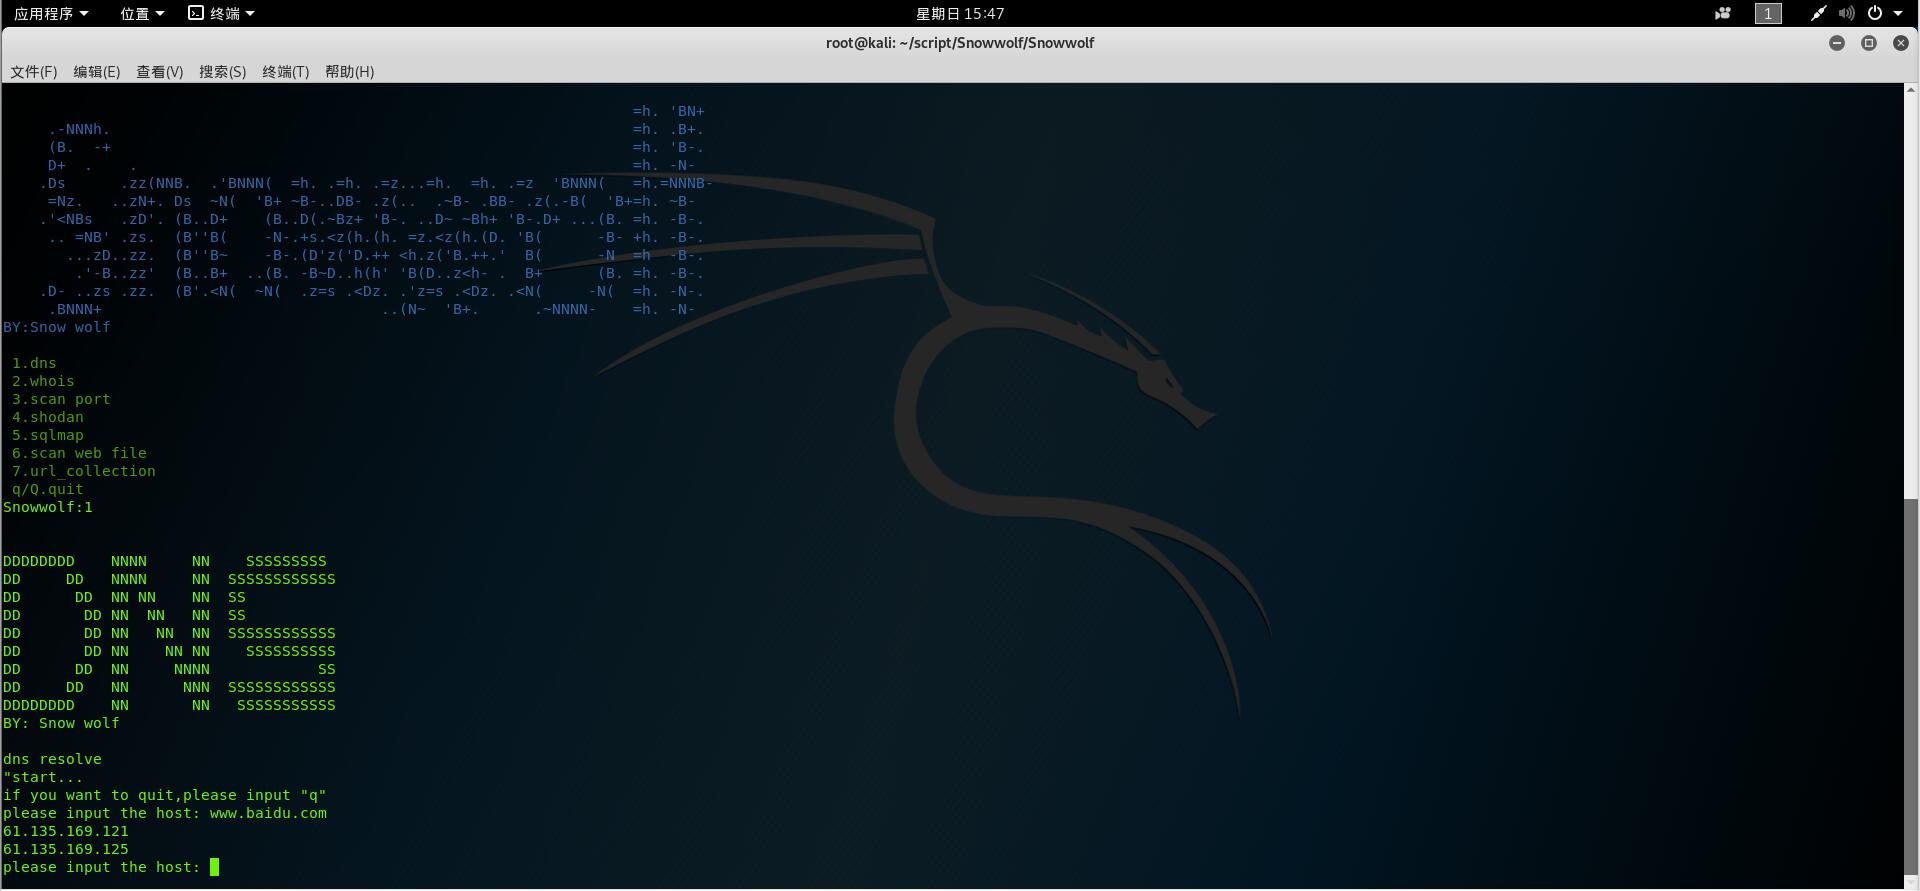 应用程序 位置 终端 星期日 15:47 1
root@kali: ~/script/Snowwolf/Snowwolf
文件(F) 编辑(E) 查看(V) 搜索(S) 终端(T) 帮助(H)
                                                                      =h. 'BN+
     .-NNNh.                                                          =h. .B+.
     (B.  -+                                                          =h. 'B-.
     D+  .    .                                                       =h. -N-
    .Ds      .zz(NNB.  .'BNNN(  =h. .=h. .=z...=h.  =h. .=z  'BNNN(   =h.=NNNB-
     =Nz.   ..zN+. Ds  ~N(  'B+ ~B-..DB- .z(..  .~B- .BB- .z(.-B(  'B+=h. ~B-
    .'<NBs   .zD'. (B..D+    (B..D(.~Bz+ 'B-. ..D~ ~Bh+ 'B-.D+ ...(B. =h. -B-.
     .. =NB' .zs.  (B''B(    -N-.+s.<z(h.(h. =z.<z(h.(D. 'B(      -B- +h. -B-.
       ...zD..zz.  (B''B~    -B-.(D'z('D.++ <h.z('B.++.'  B(      -N  =h  -B-.
        .'-B..zz'  (B..B+  ..(B. -B~D..h(h' 'B(D..z<h- .  B+      (B. =h. -B-.
    .D- ..zs .zz.  (B'.<N(  ~N(  .z=s .<Dz. .'z=s .<Dz. .<N(     -N(  =h. -N-.
     .BNNN+                               ..(N~  'B+.      .~NNNN-    =h. -N-
BY:Snow wolf
 1.dns
 2.whois
 3.scan port
 4.shodan
 5.sqlmap
 6.scan web file
 7.url_collection
 q/Q.quit
Snowwolf:1
DDDDDDDD    NNNN     NN    SSSSSSSSS
DD     DD   NNNN     NN  SSSSSSSSSSSS
DD      DD  NN NN    NN  SS
DD       DD NN  NN   NN  SS
DD       DD NN   NN  NN  SSSSSSSSSSSS
DD       DD NN    NN NN    SSSSSSSSSS
DD      DD  NN     NNNN            SS
DD     DD   NN      NNN  SSSSSSSSSSSS
DDDDDDDD    NN       NN   SSSSSSSSSSS
BY: Snow wolf
dns resolve
"start...
if you want to quit,please input "q"
please input the host: www.baidu.com
61.135.169.121
61.135.169.125
please input the host: